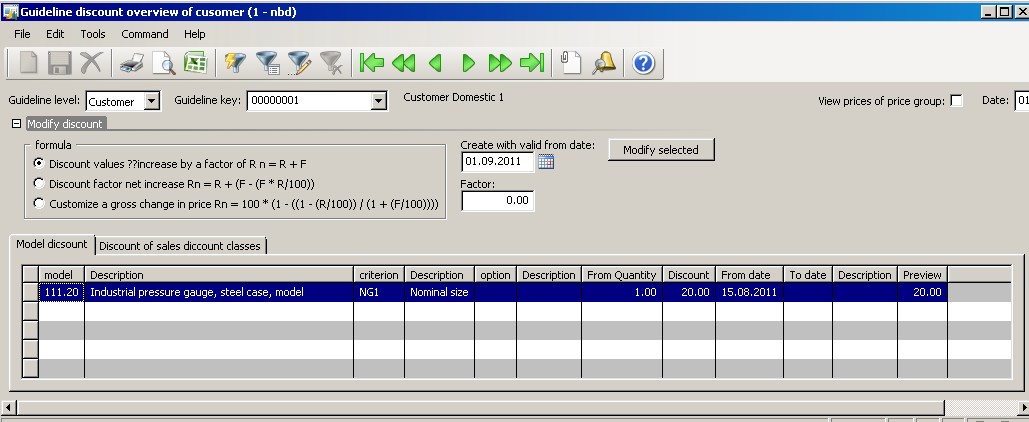 Guideline discount overview of cusomer (1 - nbd)
File Edit Tools Command Help
Guideline level: Customer Guideline key: 00000001 Customer Domestic 1 View prices of price group: Date: 01
Modify discount
formula
Discount values ??increase by a factor of R n = R + F
Discount factor net increase Rn = R + (F - (F * R/100))
Customize a gross change in price Rn = 100 * (1 - ((1 - (R/100)) / (1 + (F/100))))
Create with valid from date:
01.09.2011
Modify selected
Factor:
0.00
Model dicsount Discount of sales diccount classes
model Description criterion Description option Description From Quantity Discount From date To date Description Preview
111.20 Industrial pressure gauge, steel case, model NG1 Nominal size 1.00 20.00 15.08.2011 20.00